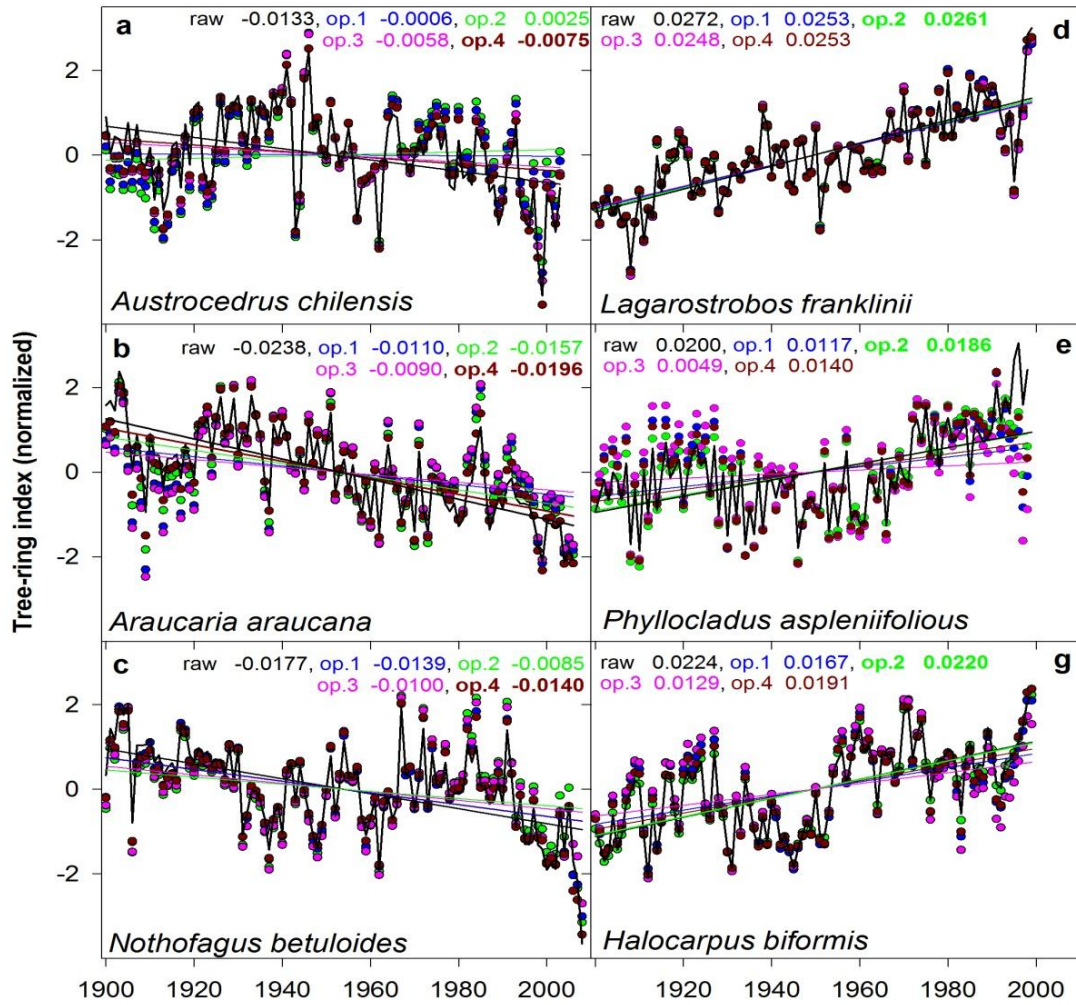 Tree-ring index (normalized)
a
raw -0.0133, op.1 -0.0006, op.2 0.0025
op.3 -0.0058, op.4 -0.0075
2
0
-2
Austrocedrus chilensis
raw 0.0272, op.1 0.0253, op.2 0.0261
op.3 0.0248, op.4 0.0253
d
Lagarostrobos franklinii
b
raw -0.0238, op.1 -0.0110, op.2 -0.0157
op.3 -0.0090, op.4 -0.0196
2
0
-2
Araucaria araucana
raw 0.0200, op.1 0.0117, op.2 0.0186
op.3 0.0049, op.4 0.0140
e
Phyllocladus aspleniifolious
c
raw -0.0177, op.1 -0.0139, op.2 -0.0085
op.3 -0.0100, op.4 -0.0140
2
0
-2
Nothofagus betuloides
raw 0.0224, op.1 0.0167, op.2 0.0220
op.3 0.0129, op.4 0.0191
g
Halocarpus biformis
1900 1920 1940 1960 1980 2000 1920 1940 1960 1980 2000